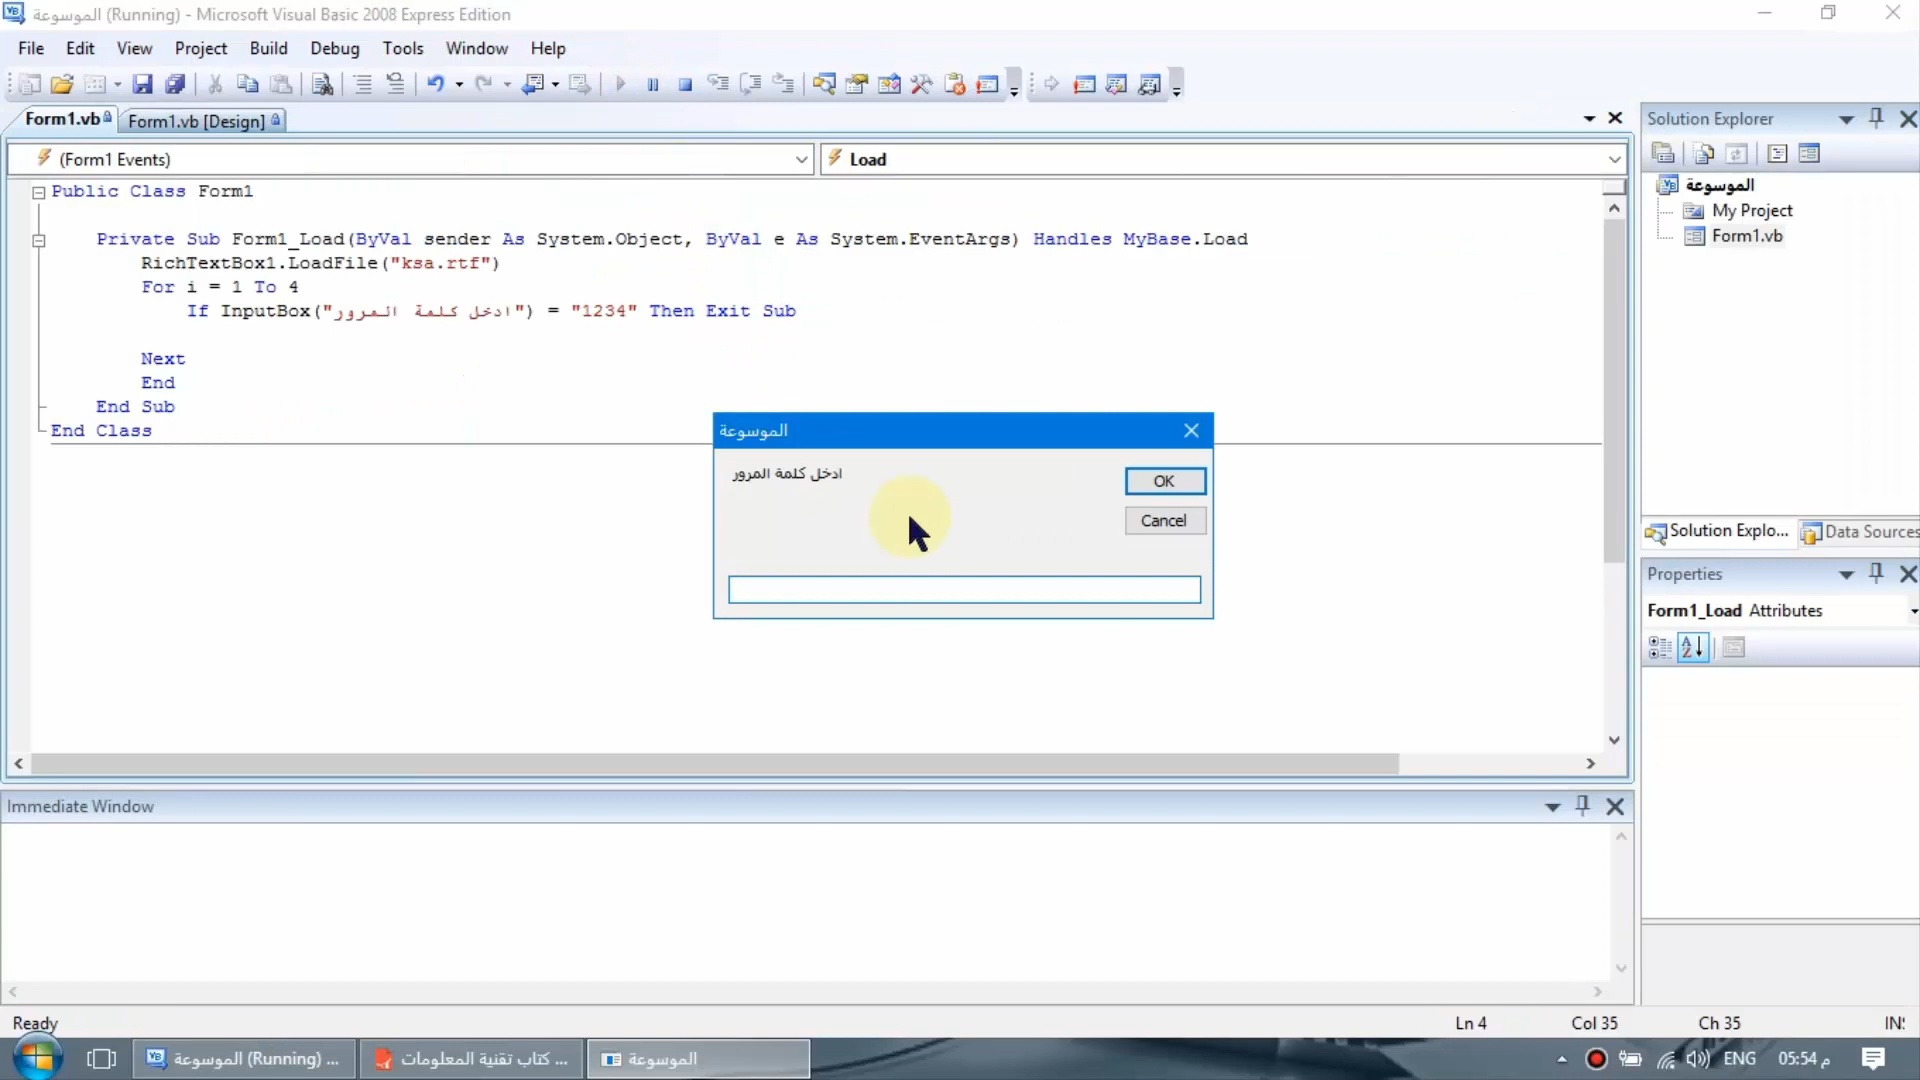 الموسوعة (Running) - Microsoft Visual Basic 2008 Express Edition
File Edit View Project Build Debug Tools Window Help
Form1.vb Form1.vb [Design]
(Form1 Events) Load
Public Class Form1
Private Sub Form1_Load(ByVal sender As System.Object, ByVal e As System.EventArgs) Handles MyBase.Load
RichTextBox1.LoadFile("ksa.rtf")
For i = 1 To 4
If InputBox("ادخل كلمة المرور") = "1234" Then Exit Sub
Next
End
End Sub
End Class
الموسوعة
ادخل كلمة المرور
OK
Cancel
Solution Explorer
الموسوعة
My Project
Form1.vb
Solution Explo... Data Sources
Properties
Form1_Load Attributes
Immediate Window
Ready Ln 4 Col 35 Ch 35
الموسوعة (Running) ...
كتاب تقنية المعلومات ...
الموسوعة
ENG 05:54 م